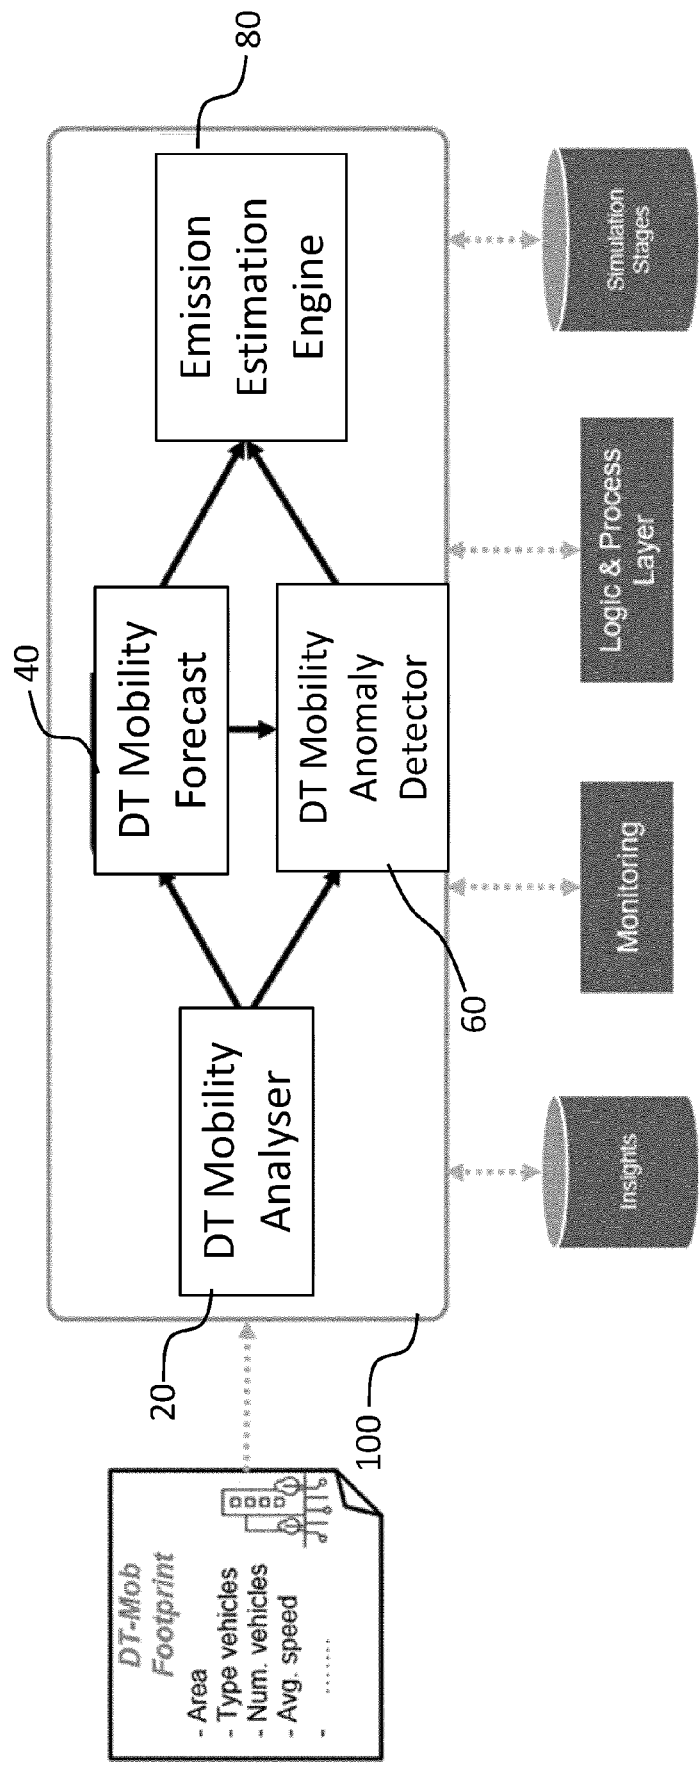 DT-Mob
Footprint
- Area
- Type vehicles
- Num. vehicles
- Avg. speed
- .......
100
20
DT Mobility
Analyser
40
DT Mobility
Forecast
60
DT Mobility
Anomaly
Detector
80
Emission
Estimation
Engine
Insights
Monitoring
Logic & Process
Layer
Simulation
Stages